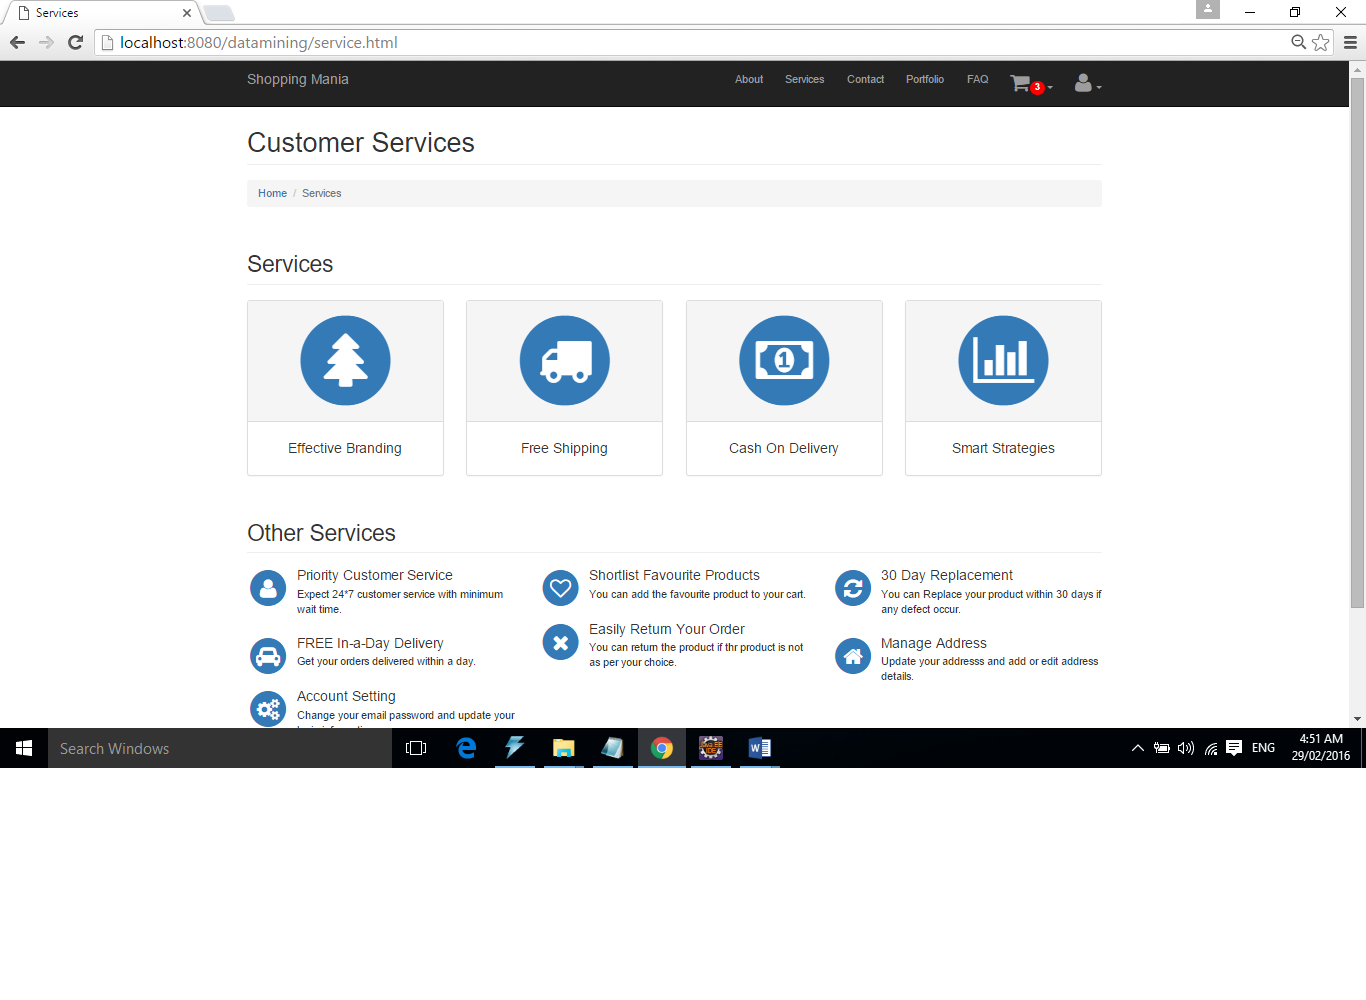 Services
localhost:8080/datamining/service.html
Shopping Mania
About Services Contact Portfolio FAQ 3
Customer Services
Home / Services
Services
Effective Branding
Free Shipping
Cash On Delivery
Smart Strategies
Other Services
Priority Customer Service
Expect 24*7 customer service with minimum
wait time.
Shortlist Favourite Products
You can add the favourite product to your cart.
30 Day Replacement
You can Replace your product within 30 days if
any defect occur.
FREE In-a-Day Delivery
Get your orders delivered within a day.
Easily Return Your Order
You can return the product if thr product is not
as per your choice.
Manage Address
Update your addresss and add or edit address
details.
Account Setting
Change your email password and update your
Search Windows
ENG
4:51 AM
29/02/2016